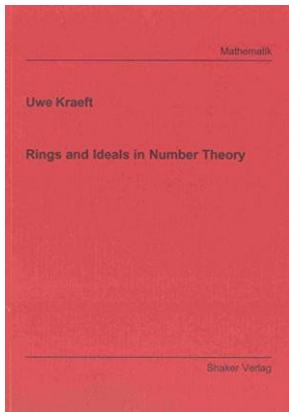 Mathematik
Uwe Kraeft
Rings and Ideals in Number Theory
Shaker Verlag